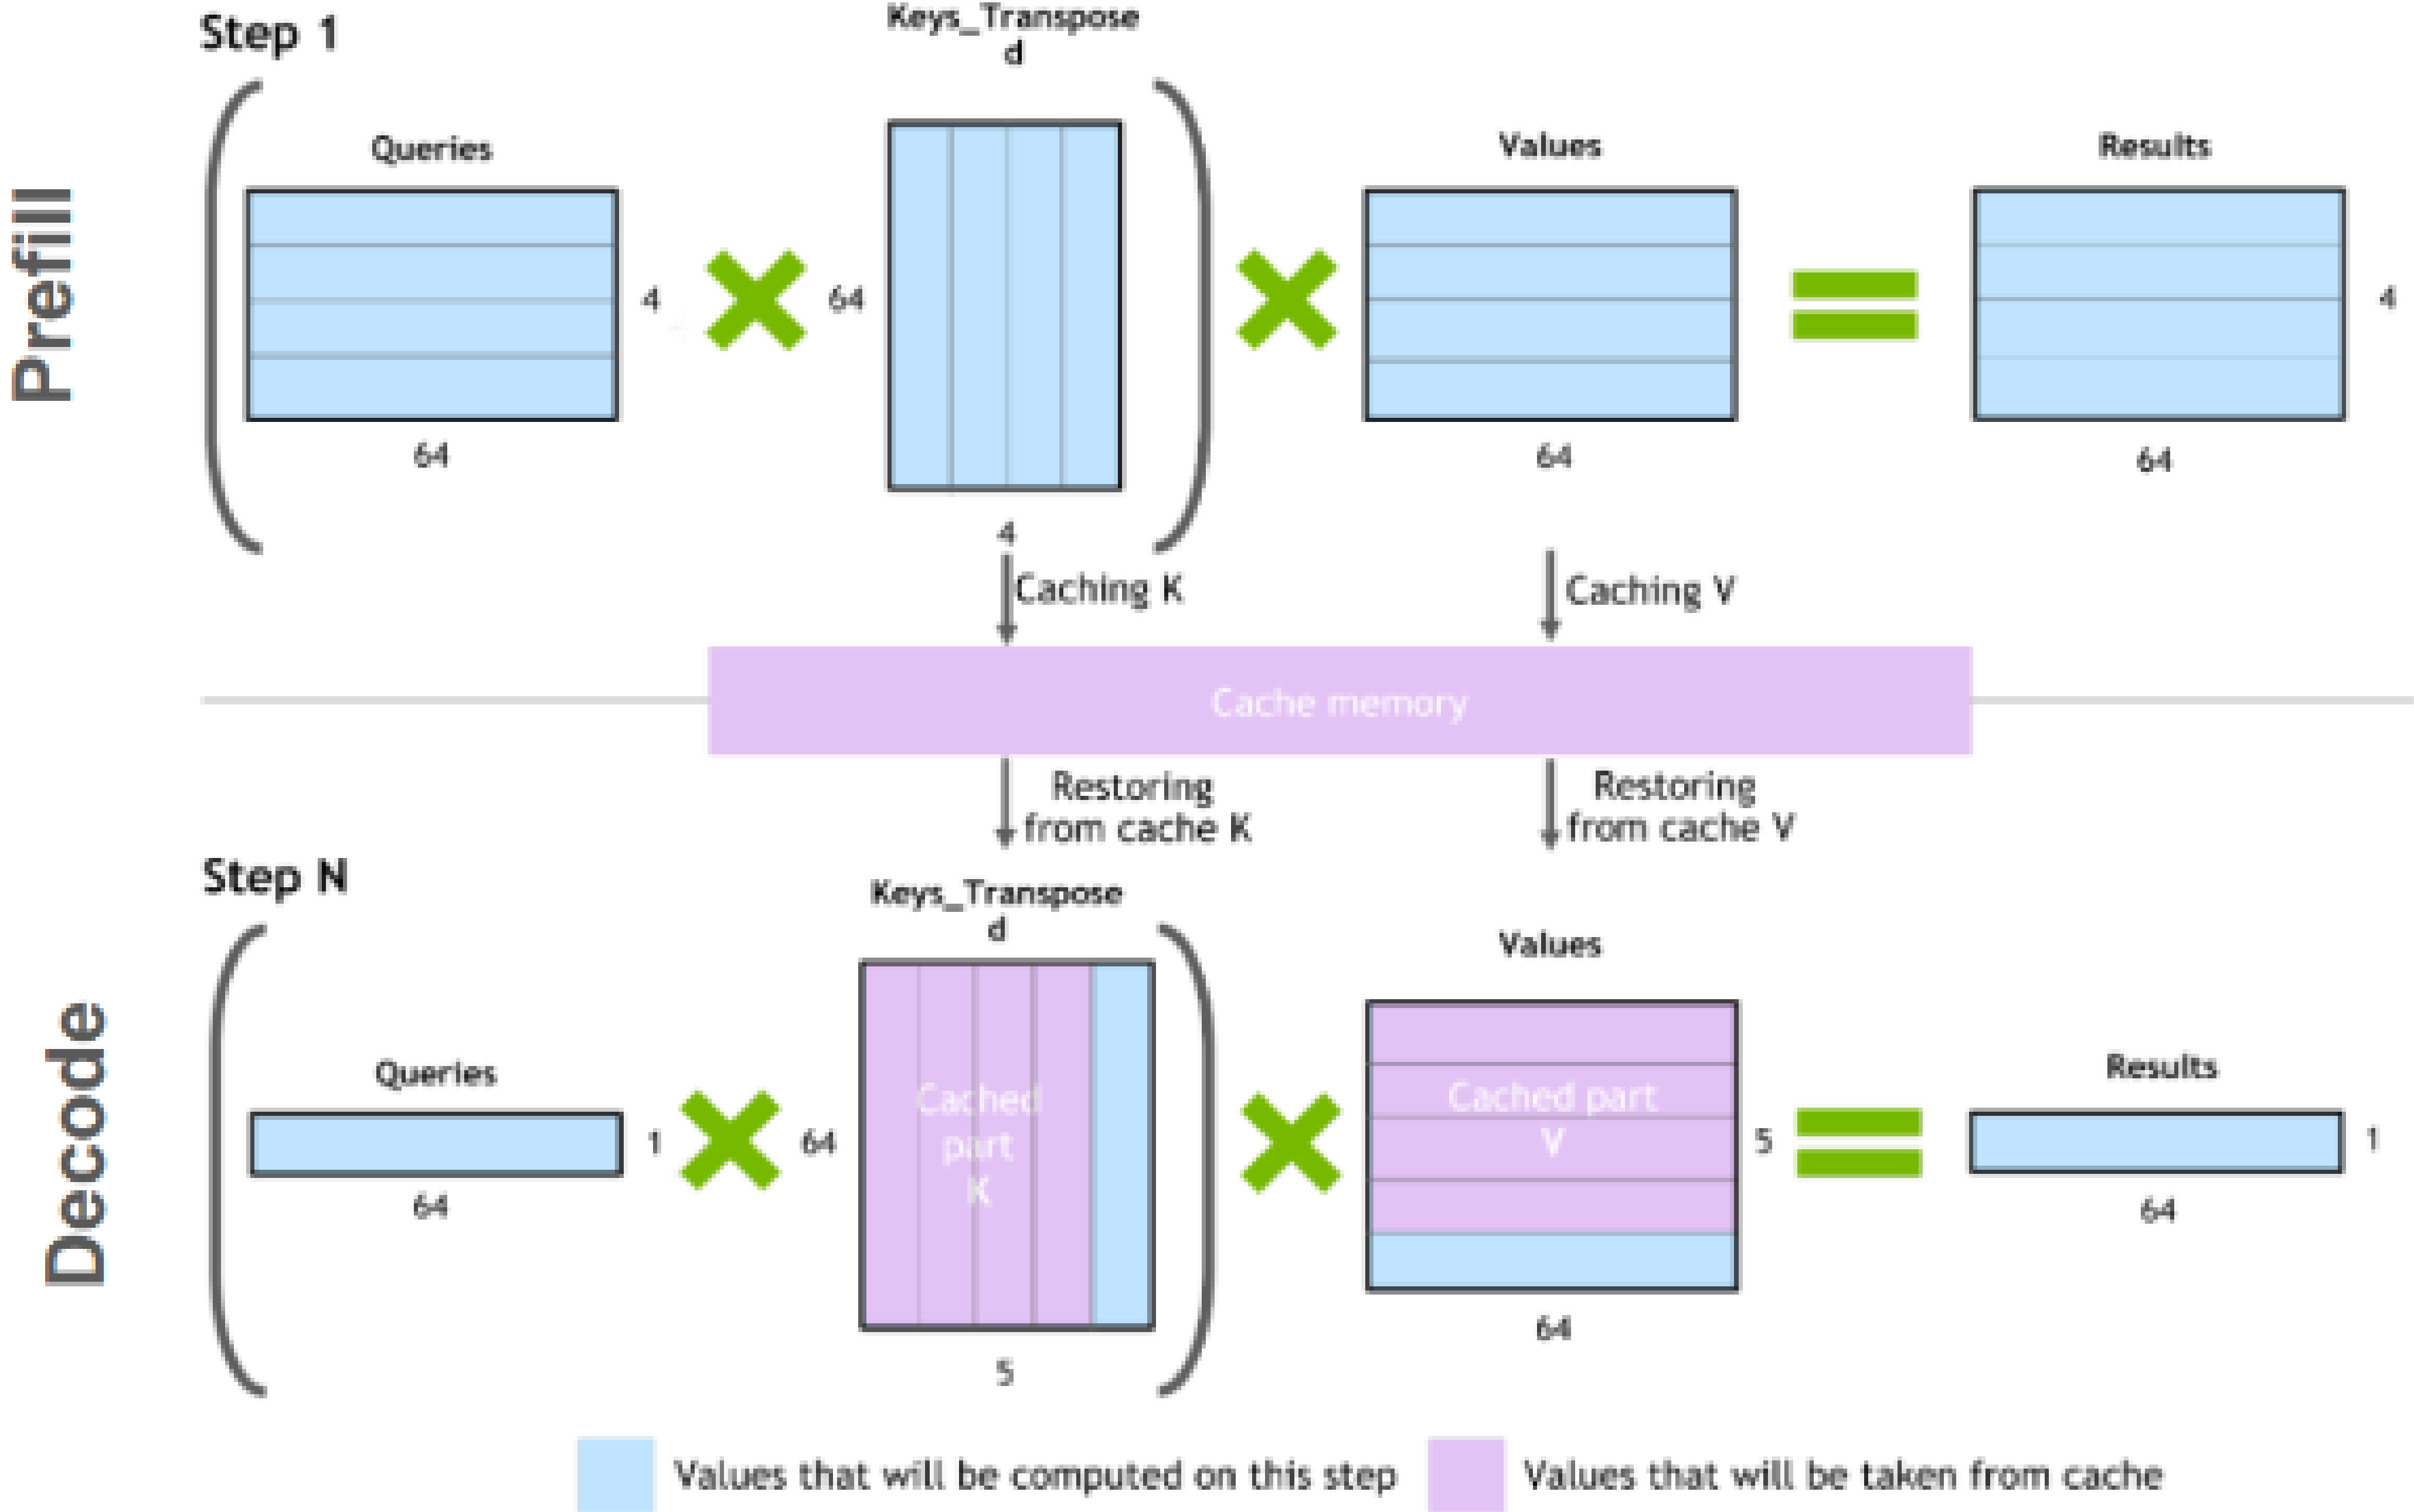 Prefill
Step 1
Keys_Transpose
d
Queries
Values
Results
4
64
4
64
64
64
4
Caching K
Caching V
Cache memory
Restoring
from cache K
Restoring
from cache V
Decode
Step N
Keys_Transpose
d
Values
Queries
Results
Cached
part
K
Cached part
V
1
64
5
1
64
64
64
5
Values that will be computed on this step
Values that will be taken from cache